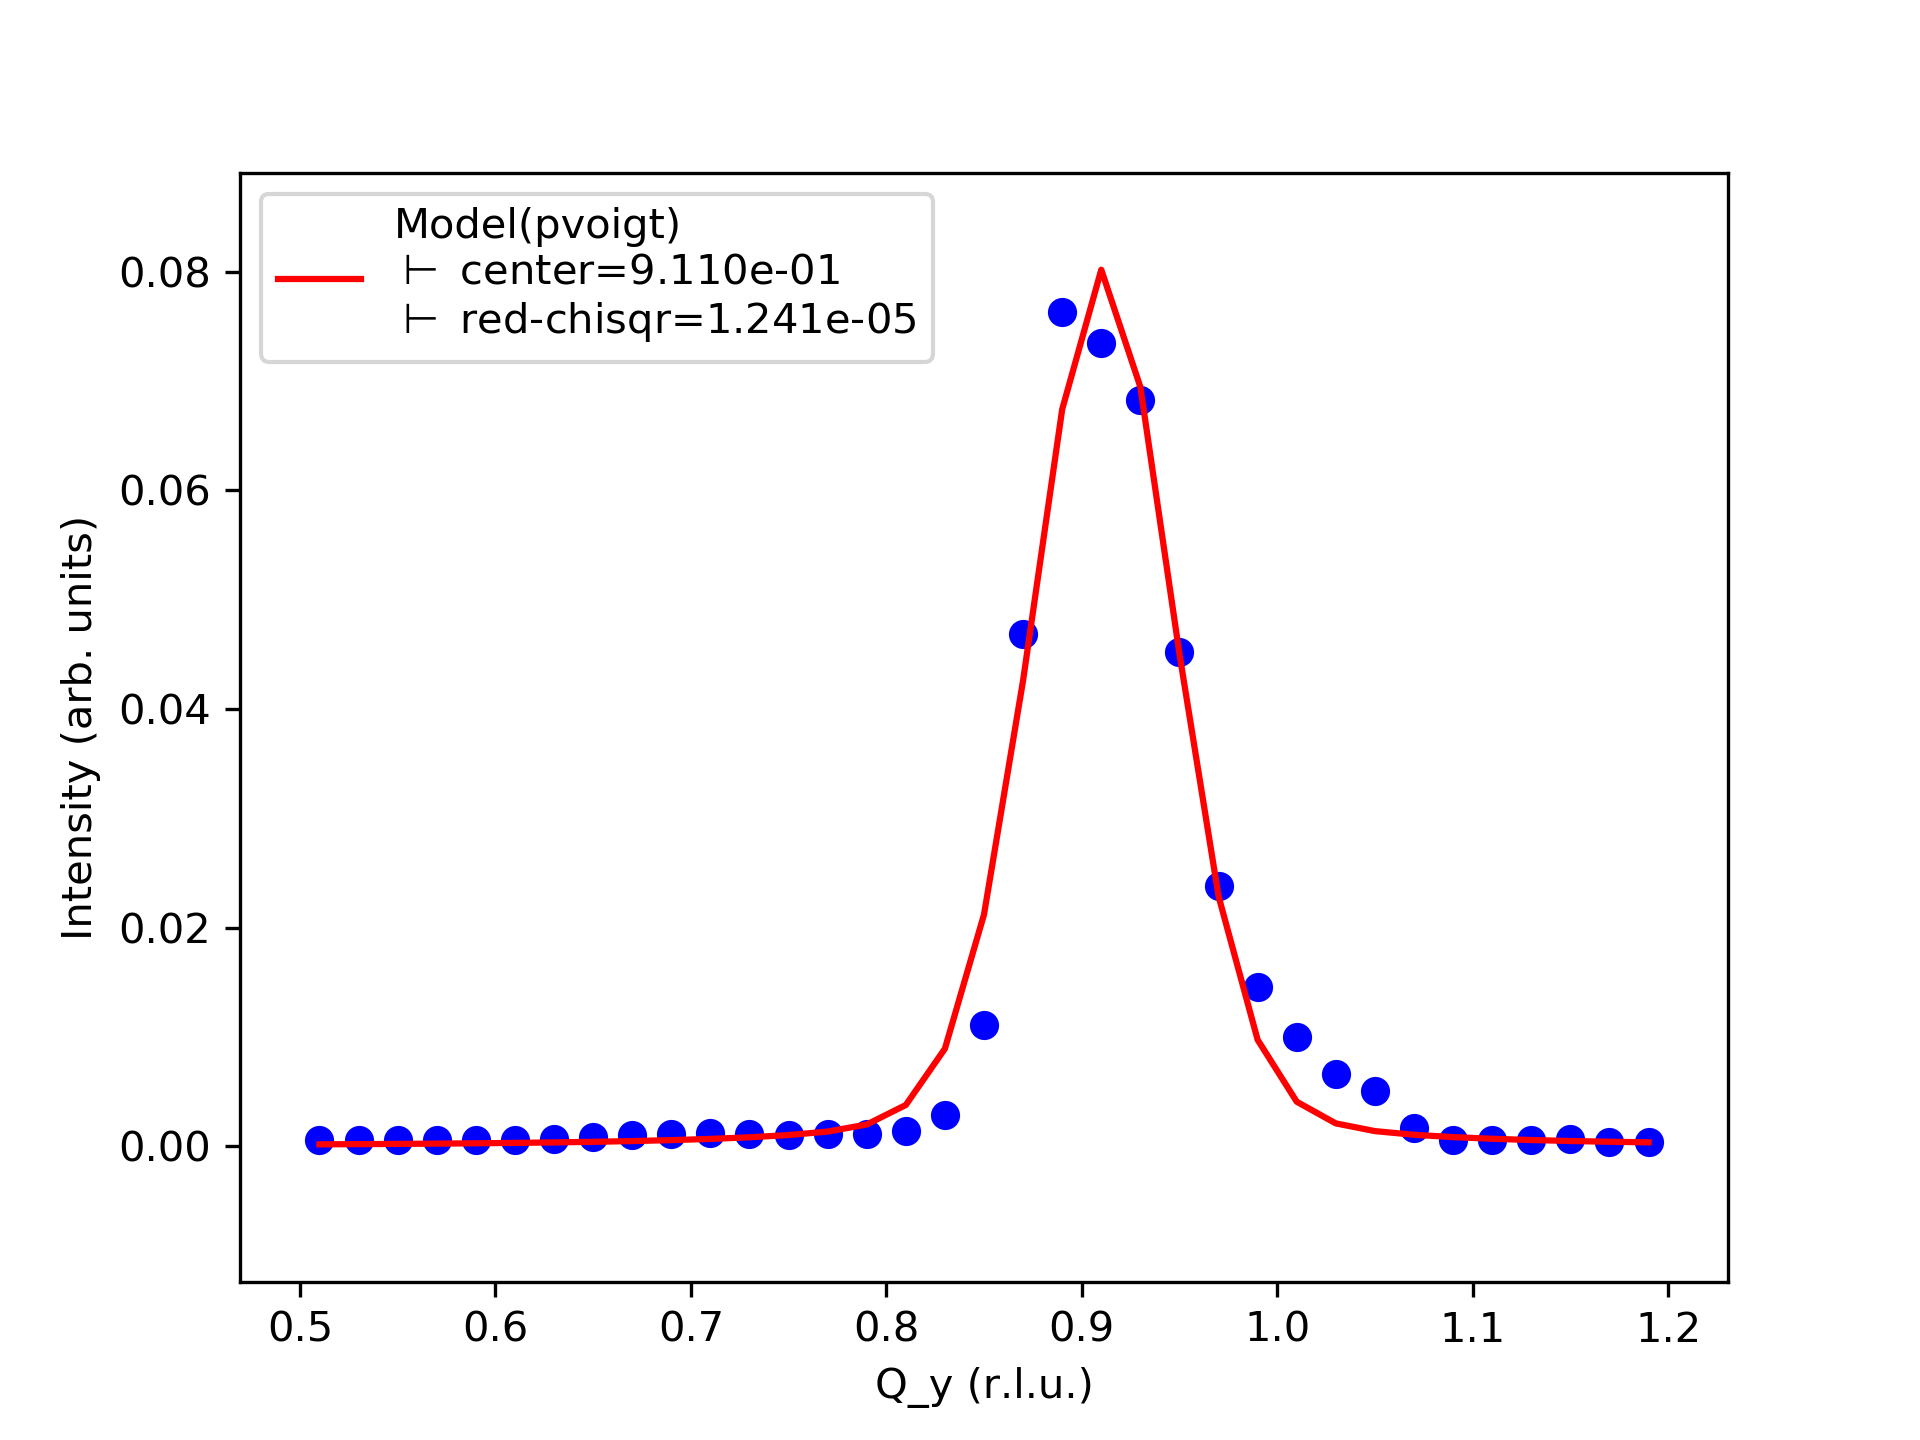 Model(pvoigt)
⊢ center=9.110e-01
⊢ red-chisqr=1.241e-05
0.08
0.06
0.04
0.02
0.00
Intensity (arb. units)
0.5 0.6 0.7 0.8 0.9 1.0 1.1 1.2
Q_y (r.l.u.)